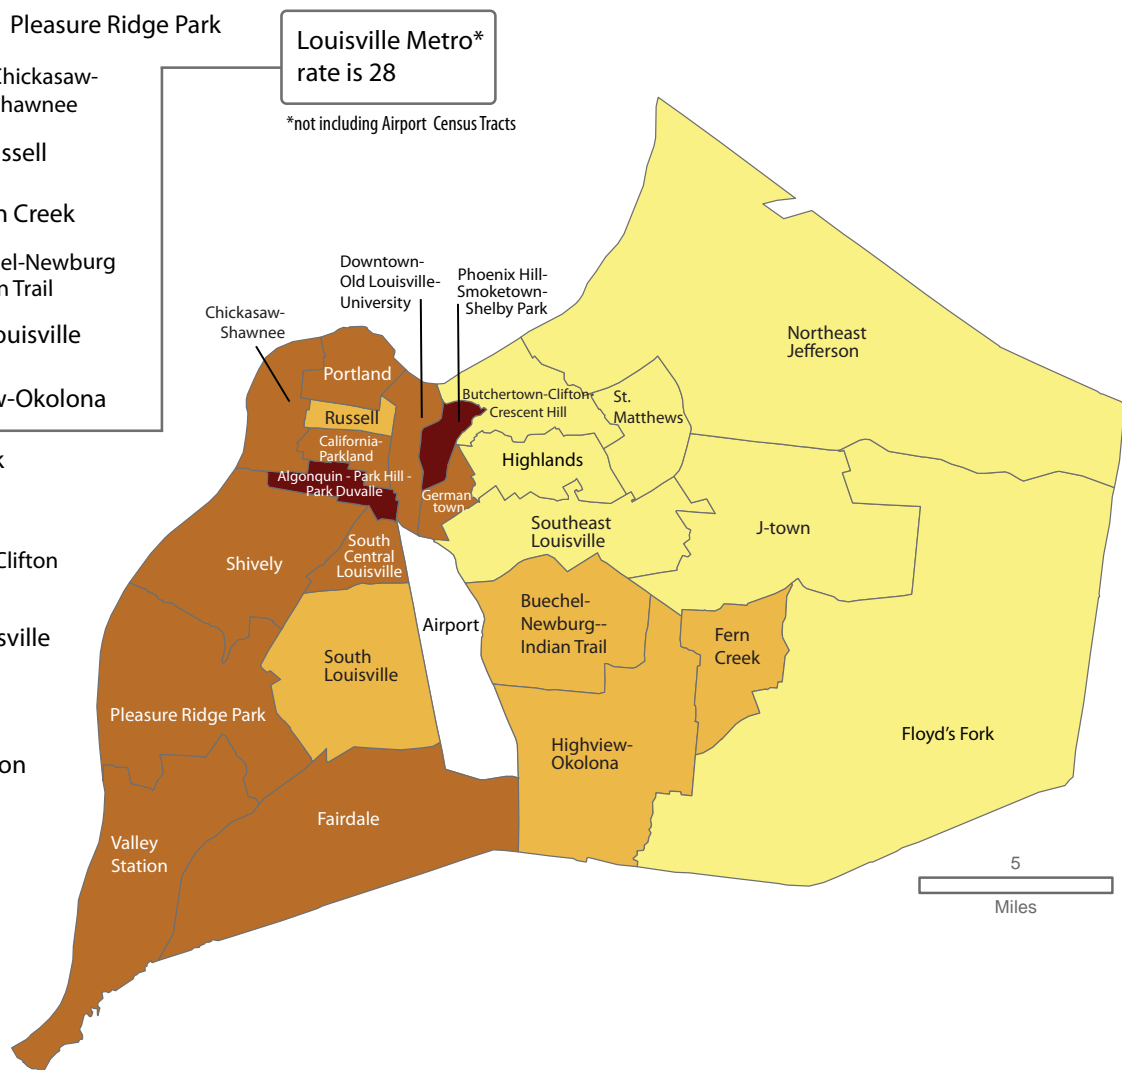 Pleasure Ridge Park
Louisville Metro*
rate is 28
*not including Airport Census Tracts
Chickasaw-
hawnee
ssell
Creek
el-Newburg
n Trail
ouisville
-Okolona
Clifton
sville
on
Downtown-
Old Louisville-
University
Phoenix Hill-
Smoketown-
Shelby Park
Chickasaw-
Shawnee
Portland
Russell
California-
Parkland
Algonquin - Park Hill -
Park Duvalle
German-
town
Butchertown-Clifton-
Crescent Hill
St.
Matthews
Northeast
Jefferson
Highlands
Southeast
Louisville
J-town
South
Central
Louisville
Shively
Airport
Buechel-
Newburg--
Indian Trail
Fern
Creek
South
Louisville
Pleasure Ridge Park
Highview-
Okolona
Floyd's Fork
Fairdale
Valley
Station
5
Miles